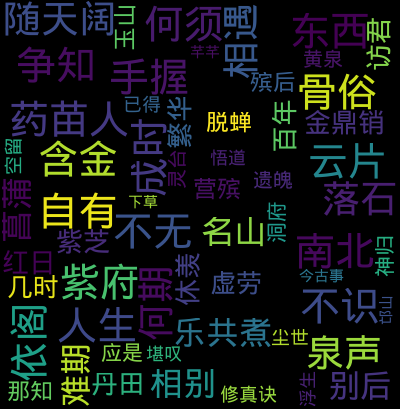 随天阔
玉山
何须
相遇
东西
访君
争知
手握
芊芊
黄泉
殡后
骨俗
药苗人
已得
繁华
脱蝉
百年
金鼎销
空留
含金
成时
灵台
悟道
云片
菖蒲
营殡
遗魄
落石
自有
下草
不无
名山
洞府
紫芝
南北
神归
红日
紫府
何期
休羡
今古事
几时
虚劳
不识
邙山
依阁
人生
乐共煮
尘世
泉声
难期
应是
堪叹
那知
丹田
相别
修真诀
浮生
别后